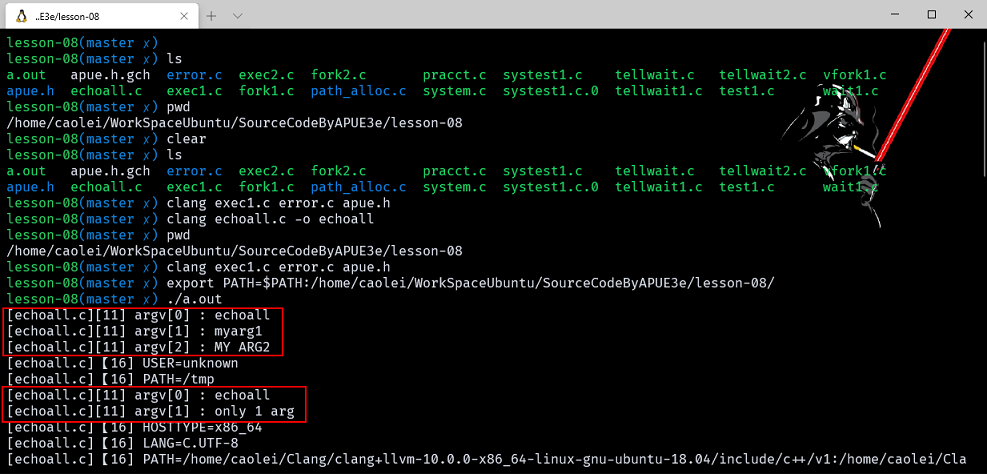 ..E3e/lesson-08
lesson-08(master x)
lesson-08(master x) ls
a.out apue.h.gch error.c exec2.c fork2.c pracct.c systest1.c tellwait.c tellwait2.c vfork1.c
apue.h echoall.c exec1.c fork1.c path_alloc.c system.c systest1.c.0 tellwait1.c test1.c wait1.c
lesson-08(master x) pwd
/home/caolei/WorkSpaceUbuntu/SourceCodeByAPUE3e/lesson-08
lesson-08(master x) clear
lesson-08(master x) ls
a.out apue.h.gch error.c exec2.c fork2.c pracct.c systest1.c tellwait.c tellwait2.c vfork1.c
apue.h echoall.c exec1.c fork1.c path_alloc.c system.c systest1.c.0 tellwait1.c test1.c wait1.c
lesson-08(master x) clang exec1.c error.c apue.h
lesson-08(master x) clang echoall.c -o echoall
lesson-08(master x) pwd
/home/caolei/WorkSpaceUbuntu/SourceCodeByAPUE3e/lesson-08
lesson-08(master x) clang exec1.c error.c apue.h
lesson-08(master x) export PATH=$PATH:/home/caolei/WorkSpaceUbuntu/SourceCodeByAPUE3e/lesson-08/
lesson-08(master x) ./a.out
[echoall.c][11] argv[0] : echoall
[echoall.c][11] argv[1] : myarg1
[echoall.c][11] argv[2] : MY ARG2
[echoall.c]【16] USER=unknown
[echoall.c]【16] PATH=/tmp
[echoall.c][11] argv[0] : echoall
[echoall.c][11] argv[1] : only 1 arg
[echoall.c]【16] HOSTTYPE=x86_64
[echoall.c]【16] LANG=C.UTF-8
[echoall.c]【16] PATH=/home/caolei/Clang/clang+llvm-10.0.0-x86_64-linux-gnu-ubuntu-18.04/include/c++/v1:/home/caolei/Cla